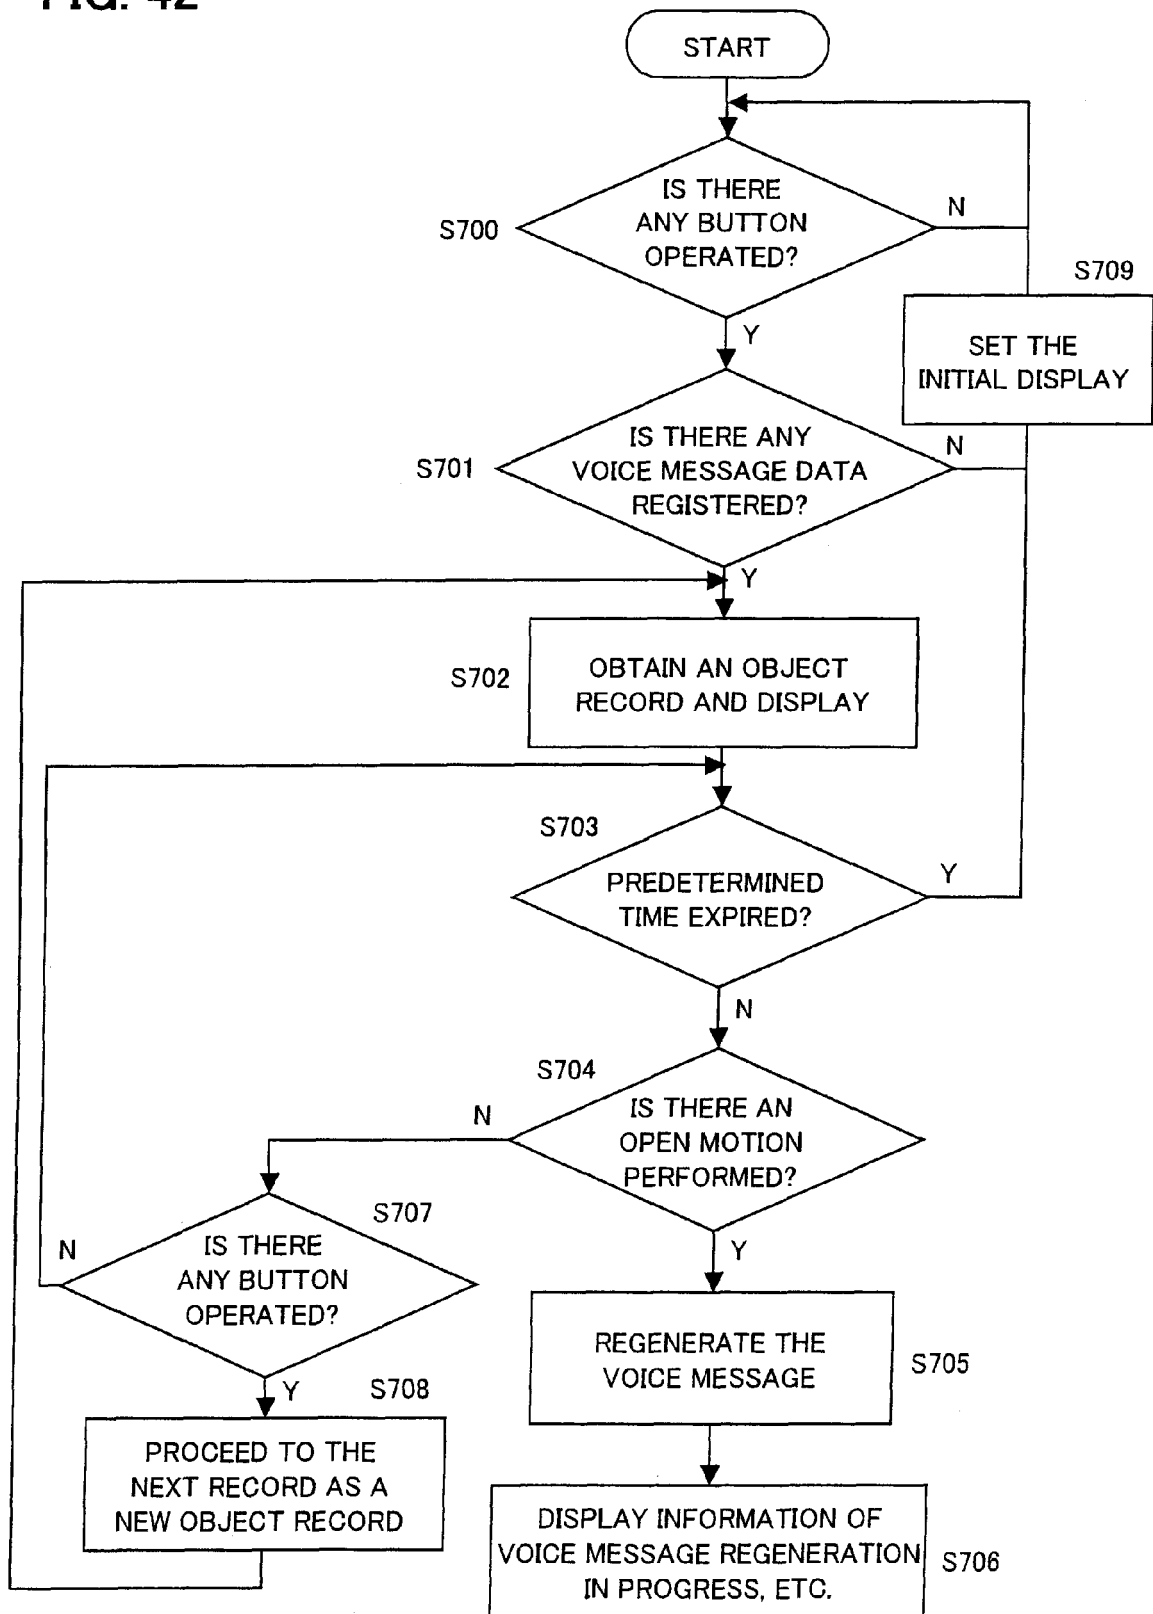 FIG. 42
START
IS THERE
ANY BUTTON
OPERATED?
N
S700
S709
Y
SET THE
INITIAL DISPLAY
IS THERE ANY
VOICE MESSAGE DATA
REGISTERED?
N
S701
Y
OBTAIN AN OBJECT
RECORD AND DISPLAY
S702
S703
PREDETERMINED
TIME EXPIRED?
Y
N
S704
IS THERE AN
OPEN MOTION
PERFORMED?
N
S707
IS THERE
ANY BUTTON
OPERATED?
N
Y
REGENERATE THE
VOICE MESSAGE
S705
Y
S708
PROCEED TO THE
NEXT RECORD AS A
NEW OBJECT RECORD
DISPLAY INFORMATION OF
VOICE MESSAGE REGENERATION
IN PROGRESS, ETC.
S706